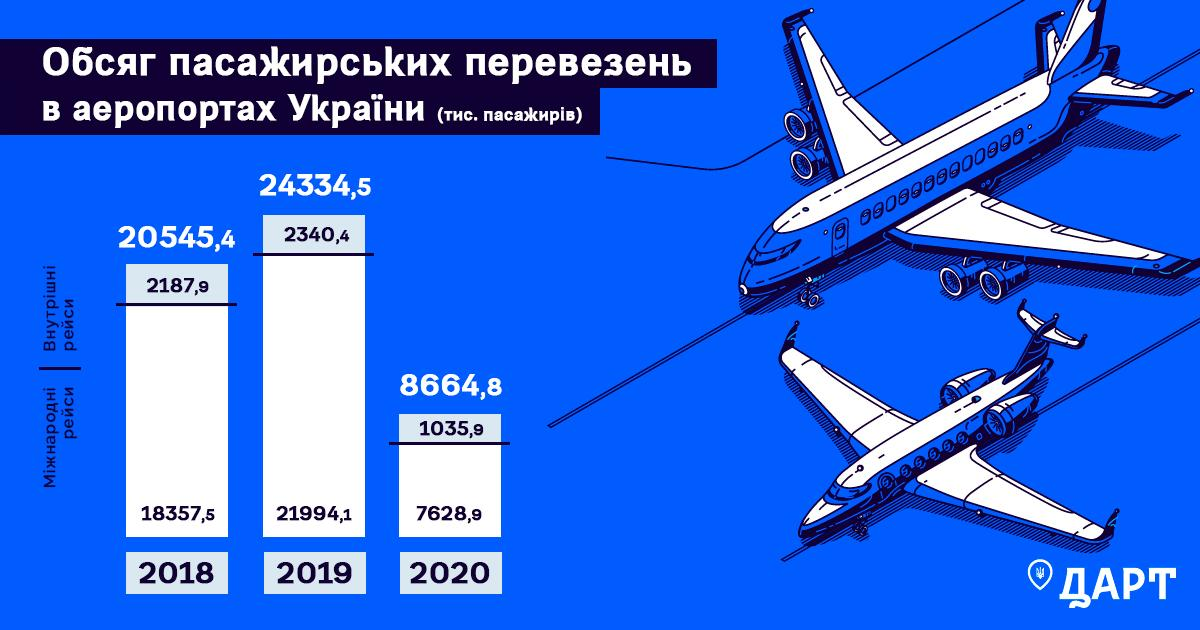 Обсяг пасажирських перевезень
в аеропортах України (тис. пасажирів)
24334,5
20545,4
2340,4
2187,9
Внутрішні
рейси
8664,8
1035,9
Міжнародні
рейси
18357,5
21994,1
7628,9
2018
2019
2020
ДАРТ